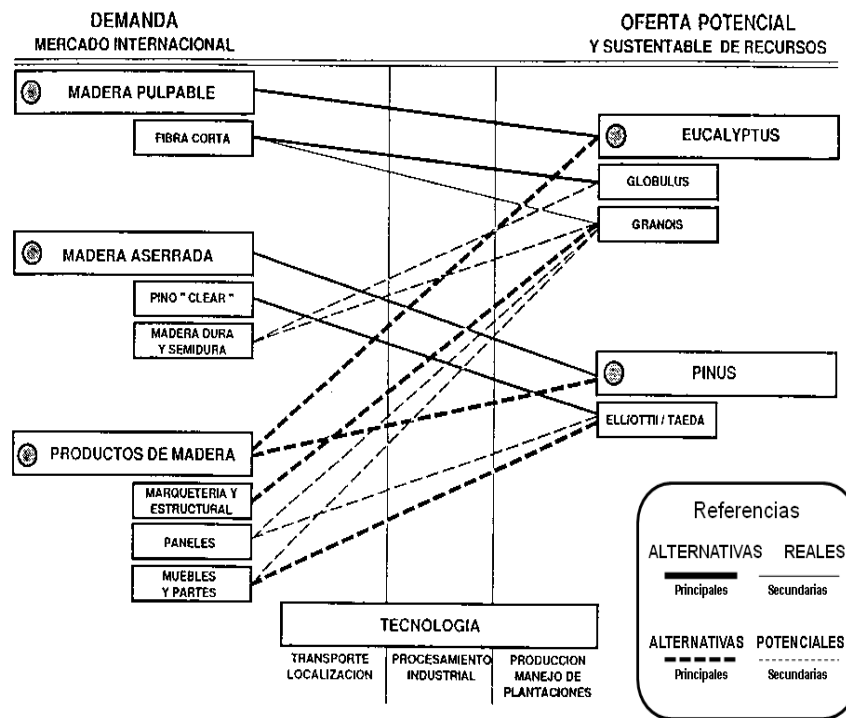 DEMANDA
MERCADO INTERNACIONAL
OFERTA POTENCIAL
Y SUSTENTABLE DE RECURSOS
MADERA PULPABLE
FIBRA CORTA
EUCALYPTUS
GLOBULUS
GRANDIS
MADERA ASERRADA
PINO "CLEAR"
MADERA DURA
Y SEMIDURA
PINUS
ELLIOTTII / TAEDA
PRODUCTOS DE MADERA
MARQUETERIA Y
ESTRUCTURAL
PANELES
MUEBLES
Y PARTES
TECNOLOGIA
TRANSPORTE
LOCALIZACION
PROCESAMIENTO
INDUSTRIAL
PRODUCCION
MANEJO DE
PLANTACIONES
Referencias
ALTERNATIVAS REALES
Principales Secundarias
ALTERNATIVAS POTENCIALES
Principales Secundarias